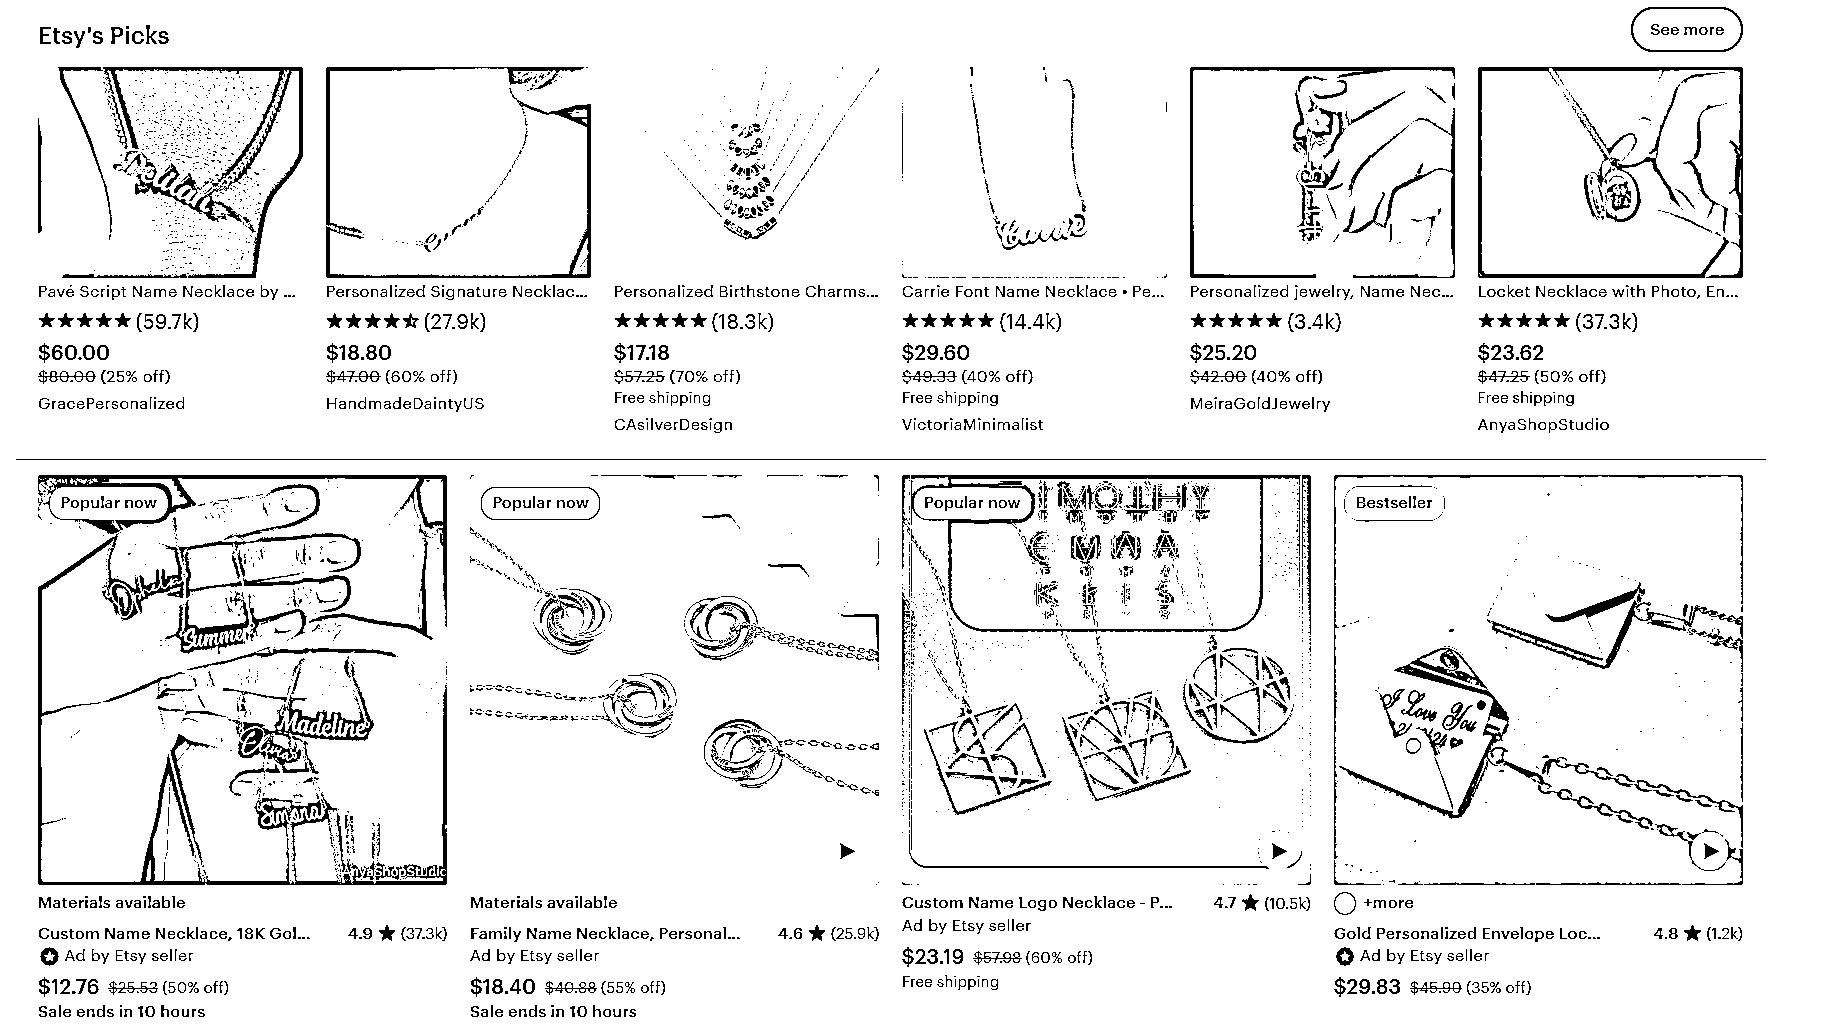 Etsy's Picks
See more
Pavé Script Name Necklace by ...
★★★★★ (59.7k)
$60.00
$80.00 (25% off)
GracePersonalized
Personalized Signature Necklac...
(27.9k)
$18.80
$47.00 (60% off)
HandmadeDaintyUS
Personalized Birthstone Charms...
★★★★★ (18.3k)
$17.18
$57.25 (70% off)
Free shipping
CAsilverDesign
Carrie
Carrie Font Name Necklace • Pe...
★★★★★ (14.4k)
$29.60
$49.33 (40% off)
Free shipping
VictoriaMinimalist
Personalized jewelry, Name Nec...
★★★★★ (3.4k)
$25.20
$42.00 (40% off)
MeiraGoldJewelry
Locket Necklace with Photo, En...
★★★★★ (37.3k)
$23.62
$47.25 (50% off)
Free shipping
AnyaShopStudio
Popular now
Summer
Madeline
Simona
AnyaShopStudio
Materials available
Custom Name Necklace, 18K Gol... 4.9 ★ (37.3k)
Ad by Etsy seller
$12.76 $25.53 (50% off)
Sale ends in 10 hours
Popular now
Materials available
Family Name Necklace, Personal... 4.6 ★ (25.9k)
Ad by Etsy seller
$18.40 $40.88 (55% off)
Sale ends in 10 hours
Popular now
Custom Name Logo Necklace - P... 4.7 ★ (10.5k)
Ad by Etsy seller
$23.19 $57.98 (60% off)
Free shipping
Bestseller
I Love You
+more
Gold Personalized Envelope Loc... 4.8 ★ (1.2k)
Ad by Etsy seller
$29.83 $45.90 (35% off)